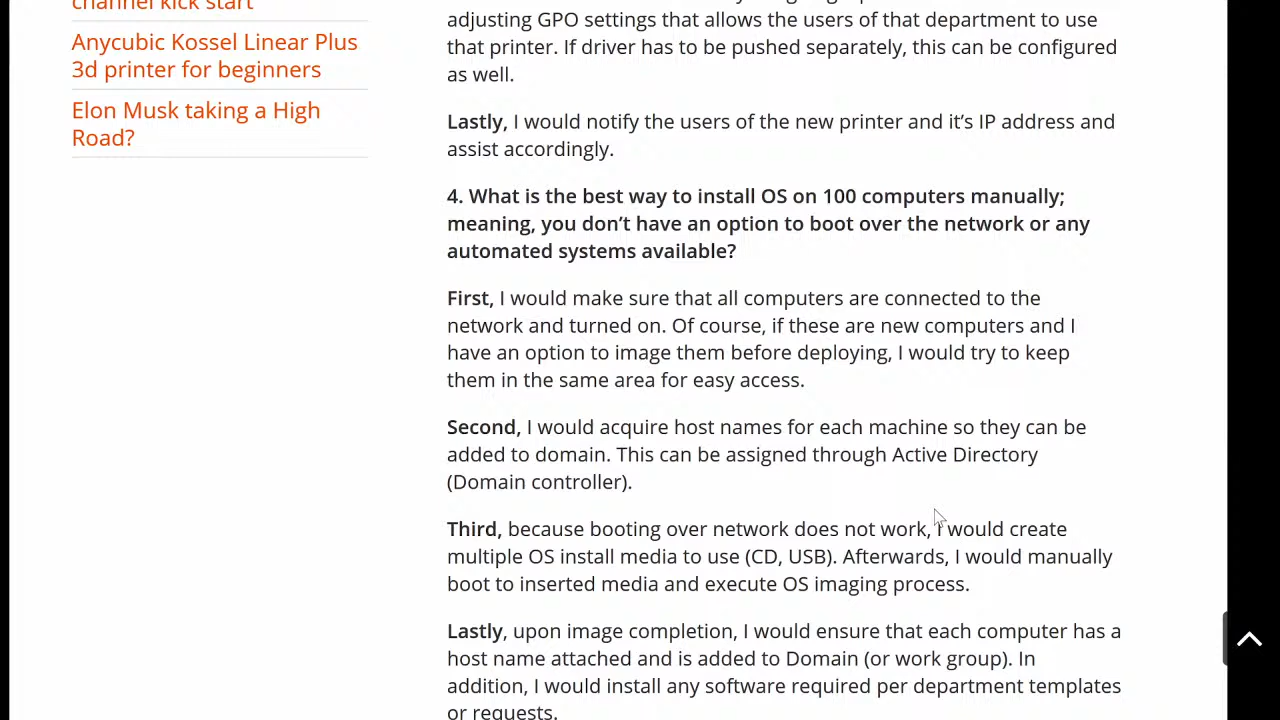 channel kick start
Anycubic Kossel Linear Plus
3d printer for beginners
Elon Musk taking a High
Road?
adjusting GPO settings that allows the users of that department to use
that printer. If driver has to be pushed separately, this can be configured
as well.
Lastly, I would notify the users of the new printer and it’s IP address and
assist accordingly.
4. What is the best way to install OS on 100 computers manually;
meaning, you don’t have an option to boot over the network or any
automated systems available?
First, I would make sure that all computers are connected to the
network and turned on. Of course, if these are new computers and I
have an option to image them before deploying, I would try to keep
them in the same area for easy access.
Second, I would acquire host names for each machine so they can be
added to domain. This can be assigned through Active Directory
(Domain controller).
Third, because booting over network does not work, I would create
multiple OS install media to use (CD, USB). Afterwards, I would manually
boot to inserted media and execute OS imaging process.
Lastly, upon image completion, I would ensure that each computer has a
host name attached and is added to Domain (or work group). In
addition, I would install any software required per department templates
or requests.